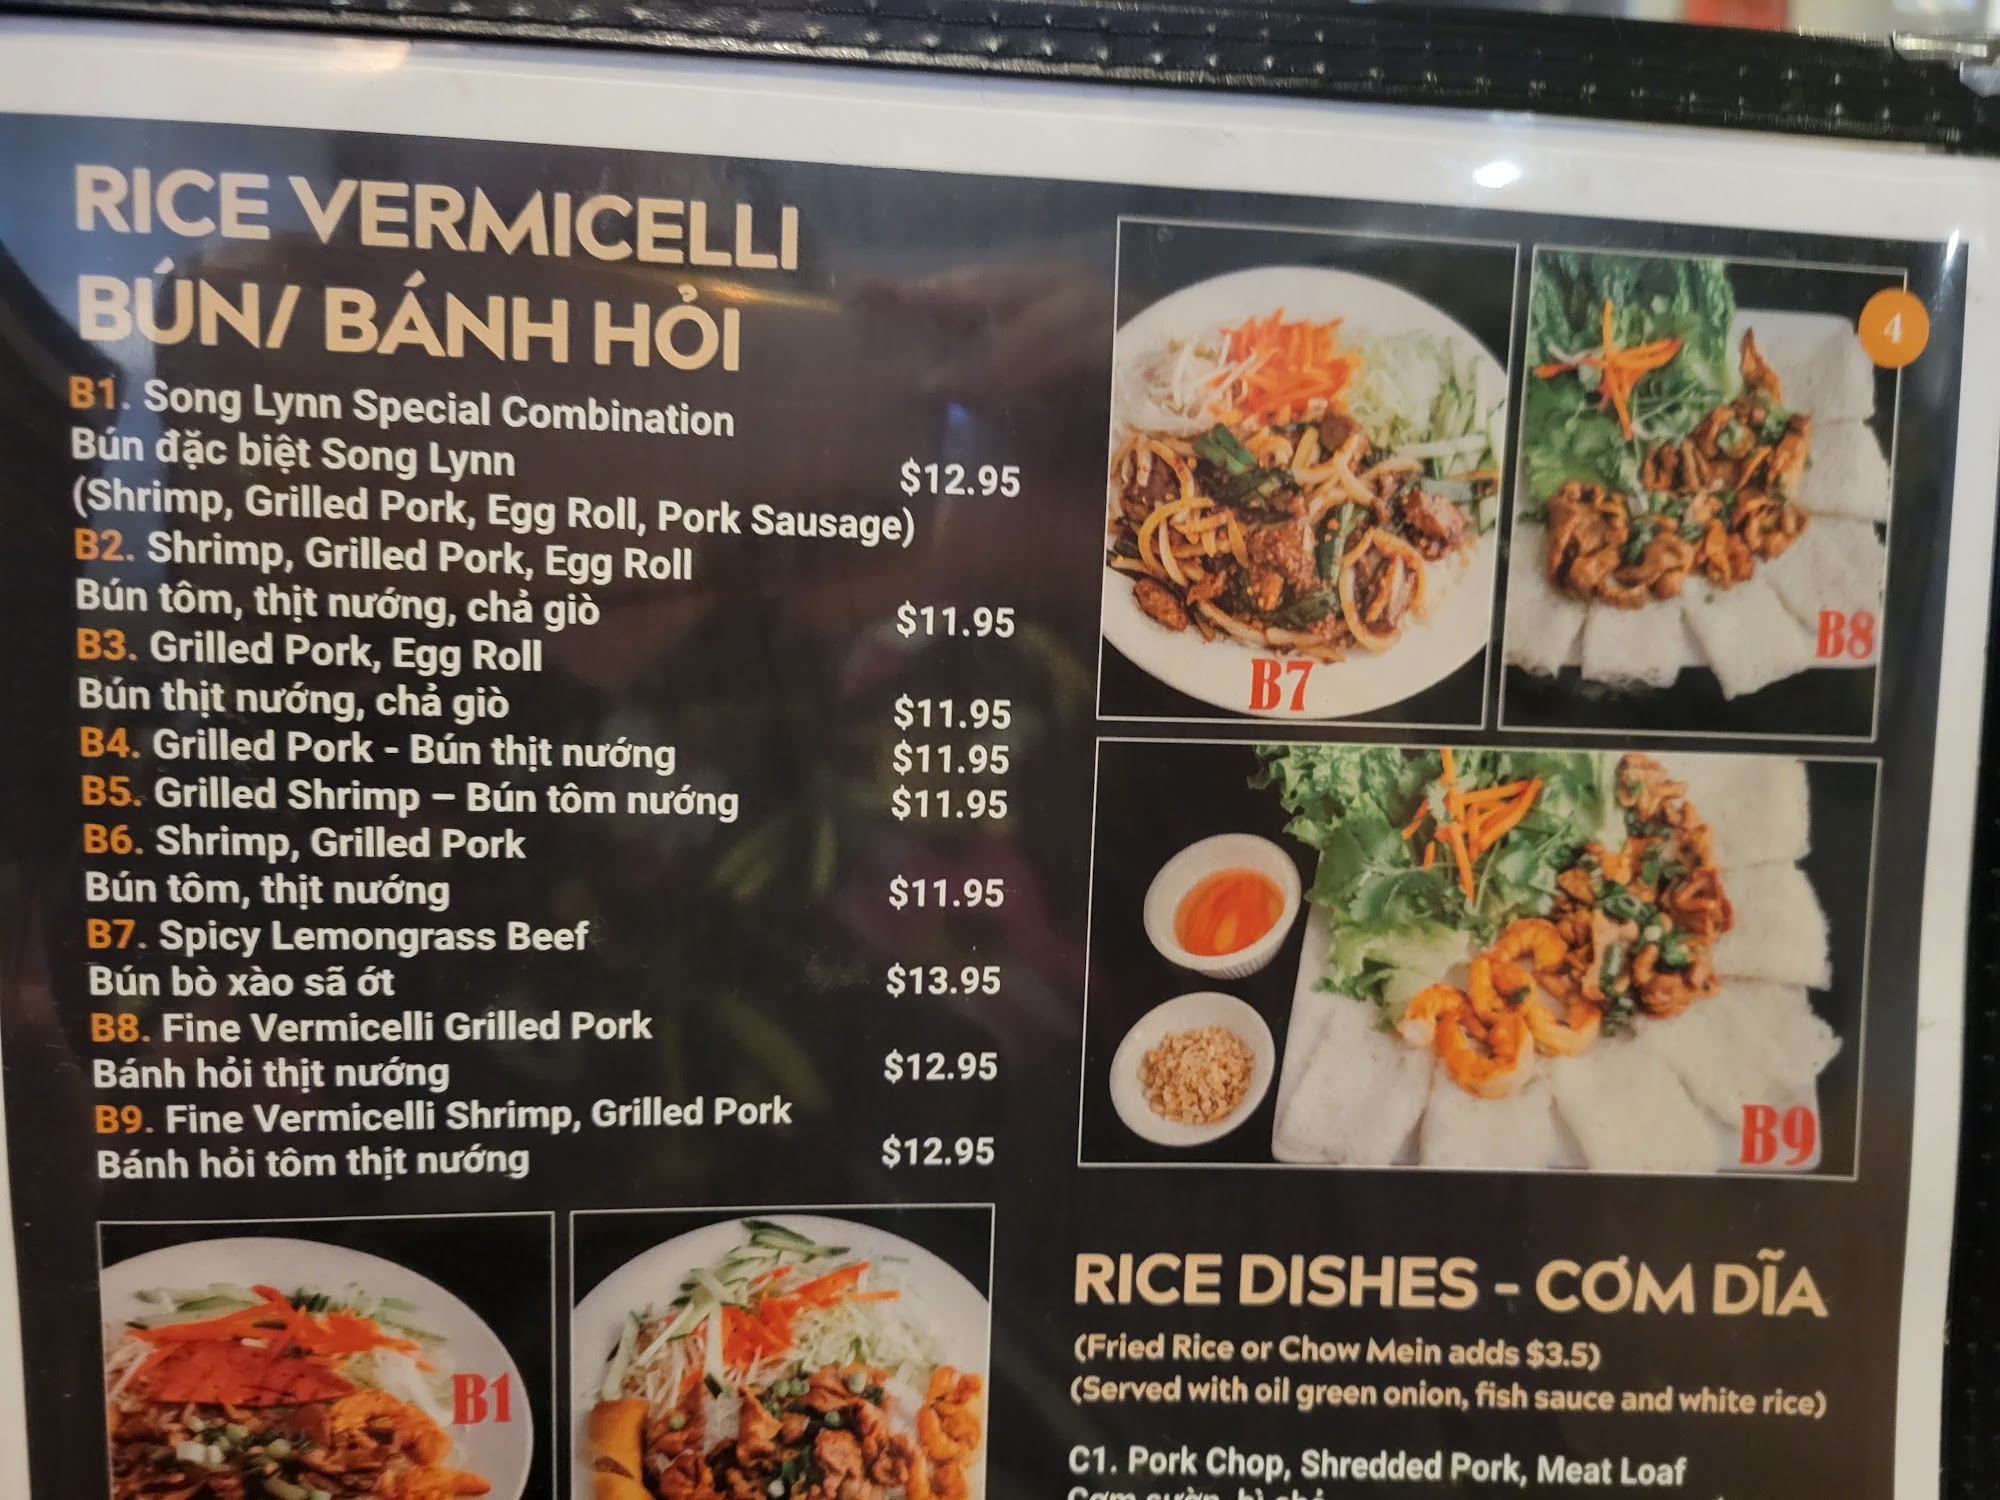 RICE VERMICELLI
BÚN/ BÁNH HỎI
B1. Song Lynn Special Combination
Bún đặc biệt Song Lynn $12.95
(Shrimp, Grilled Pork, Egg Roll, Pork Sausage)
B2. Shrimp, Grilled Pork, Egg Roll
Bún tôm, thịt nướng, chả giò $11.95
B3. Grilled Pork, Egg Roll
Bún thịt nướng, chả giò $11.95
B4. Grilled Pork - Bún thịt nướng $11.95
B5. Grilled Shrimp – Bún tôm nướng $11.95
B6. Shrimp, Grilled Pork
Bún tôm, thịt nướng $11.95
B7. Spicy Lemongrass Beef
Bún bò xào sã ớt $13.95
B8. Fine Vermicelli Grilled Pork
Bánh hỏi thịt nướng $12.95
B9. Fine Vermicelli Shrimp, Grilled Pork
Bánh hỏi tôm thịt nướng $12.95
B1
4
B7
B8
B9
RICE DISHES - CƠM DĨA
(Fried Rice or Chow Mein adds $3.5)
(Served with oil green onion, fish sauce and white rice)
C1. Pork Chop, Shredded Pork, Meat Loaf
Cơm sườn, bì chả